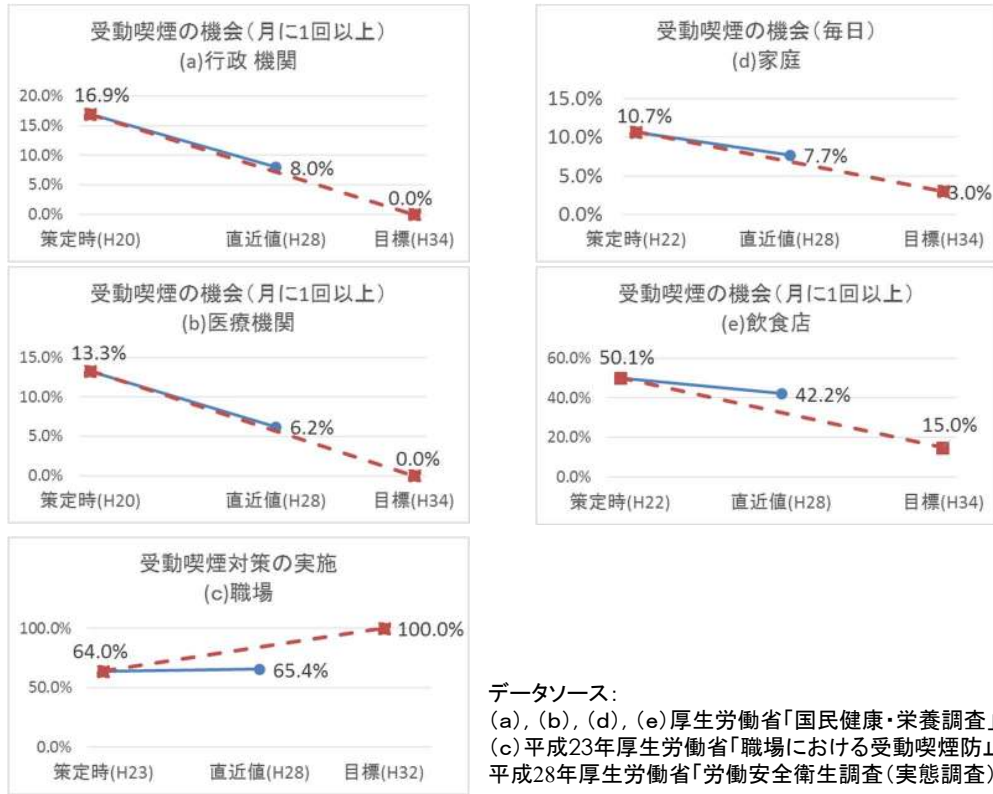 受動喫煙の機会(月に1回以上)
(a)行政 機関
20.0%
15.0%
10.0%
5.0%
0.0%
16.9%
8.0%
0.0%
策定時(H20)
直近値(H28)
目標(H34)
受動喫煙の機会(月に1回以上)
(b)医療機関
15.0%
10.0%
5.0%
0.0%
13.3%
6.2%
0.0%
策定時(H20)
直近値(H28)
目標(H34)
受動喫煙対策の実施
(c)職場
100.0%
50.0%
0.0%
64.0%
65.4%
100.0%
策定時(H23)
直近値(H28)
目標(H32)
受動喫煙の機会(毎日)
(d)家庭
15.0%
10.0%
5.0%
0.0%
10.7%
7.7%
3.0%
策定時(H22)
直近値(H28)
目標(H34)
受動喫煙の機会(月に1回以上)
(e)飲食店
60.0%
40.0%
20.0%
0.0%
50.1%
42.2%
15.0%
策定時(H22)
直近値(H28)
目標(H34)
データソース:
(a), (b), (d), (e)厚生労働省「国民健康・栄養調査」
(c)平成23年厚生労働省「職場における受動喫煙防止
平成28年厚生労働省「労働安全衛生調査(実態調査)